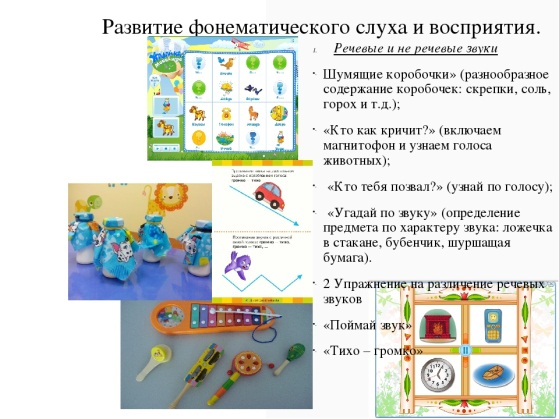 Развитие фонематического слуха и восприятия.
1. Речевые и не речевые звуки
Шумящие коробочки» (разнообразное
содержание коробочек: скрепки, соль,
горох и т.д.);
«Кто как кричит?» (включаем
магнитофон и узнаем голоса
животных);
«Кто тебя позвал?» (узнай по голосу);
«Угадай по звуку» (определение
предмета по характеру звука: ложечка
в стакане, бубенчик, шуршащая
бумага).
2 Упражнение на различение речевых
звуков
«Поймай звук»
«Тихо – громко»